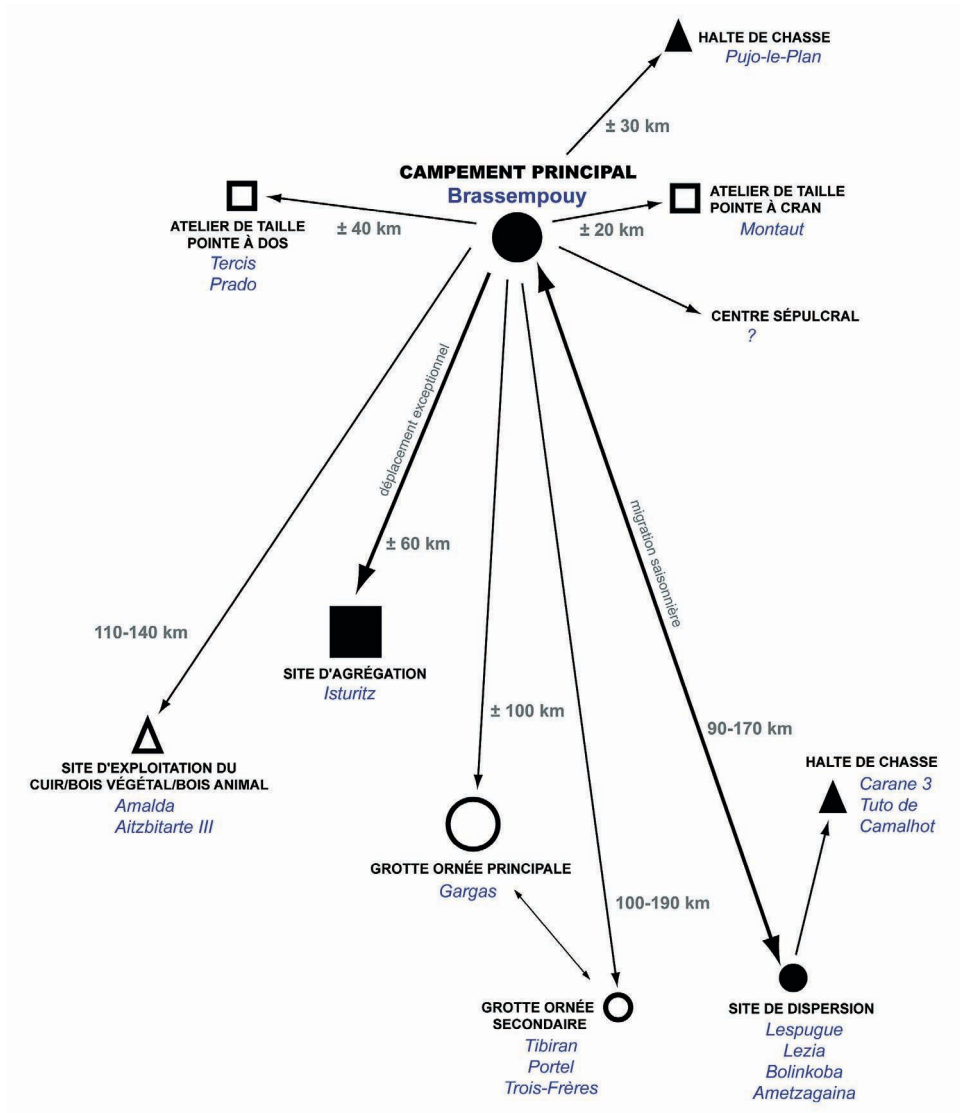 HALTE DE CHASSE
Pujo-le-Plan
± 30 km
CAMPEMENT PRINCIPAL
Brassempouy
ATELIER DE TAILLE
POINTE À DOS
Tercis
Prado
± 40 km
± 20 km
ATELIER DE TAILLE
POINTE À CRAN
Montaut
CENTRE SÉPULCRAL
?
déplacement exceptionnel
± 60 km
migration saisonnière
110-140 km
SITE D'AGRÉGATION
Isturitz
± 100 km
90-170 km
SITE D'EXPLOITATION DU
CUIR/BOIS VÉGÉTAL/BOIS ANIMAL
Amalda
Aitzbitarte III
HALTE DE CHASSE
Carane 3
Tuto de
Camalhot
GROTTE ORNÉE PRINCIPALE
Gargas
100-190 km
GROTTE ORNÉE
SECONDAIRE
Tibiran
Portel
Trois-Frères
SITE DE DISPERSION
Lespugue
Lezia
Bolinkoba
Ametzagaina